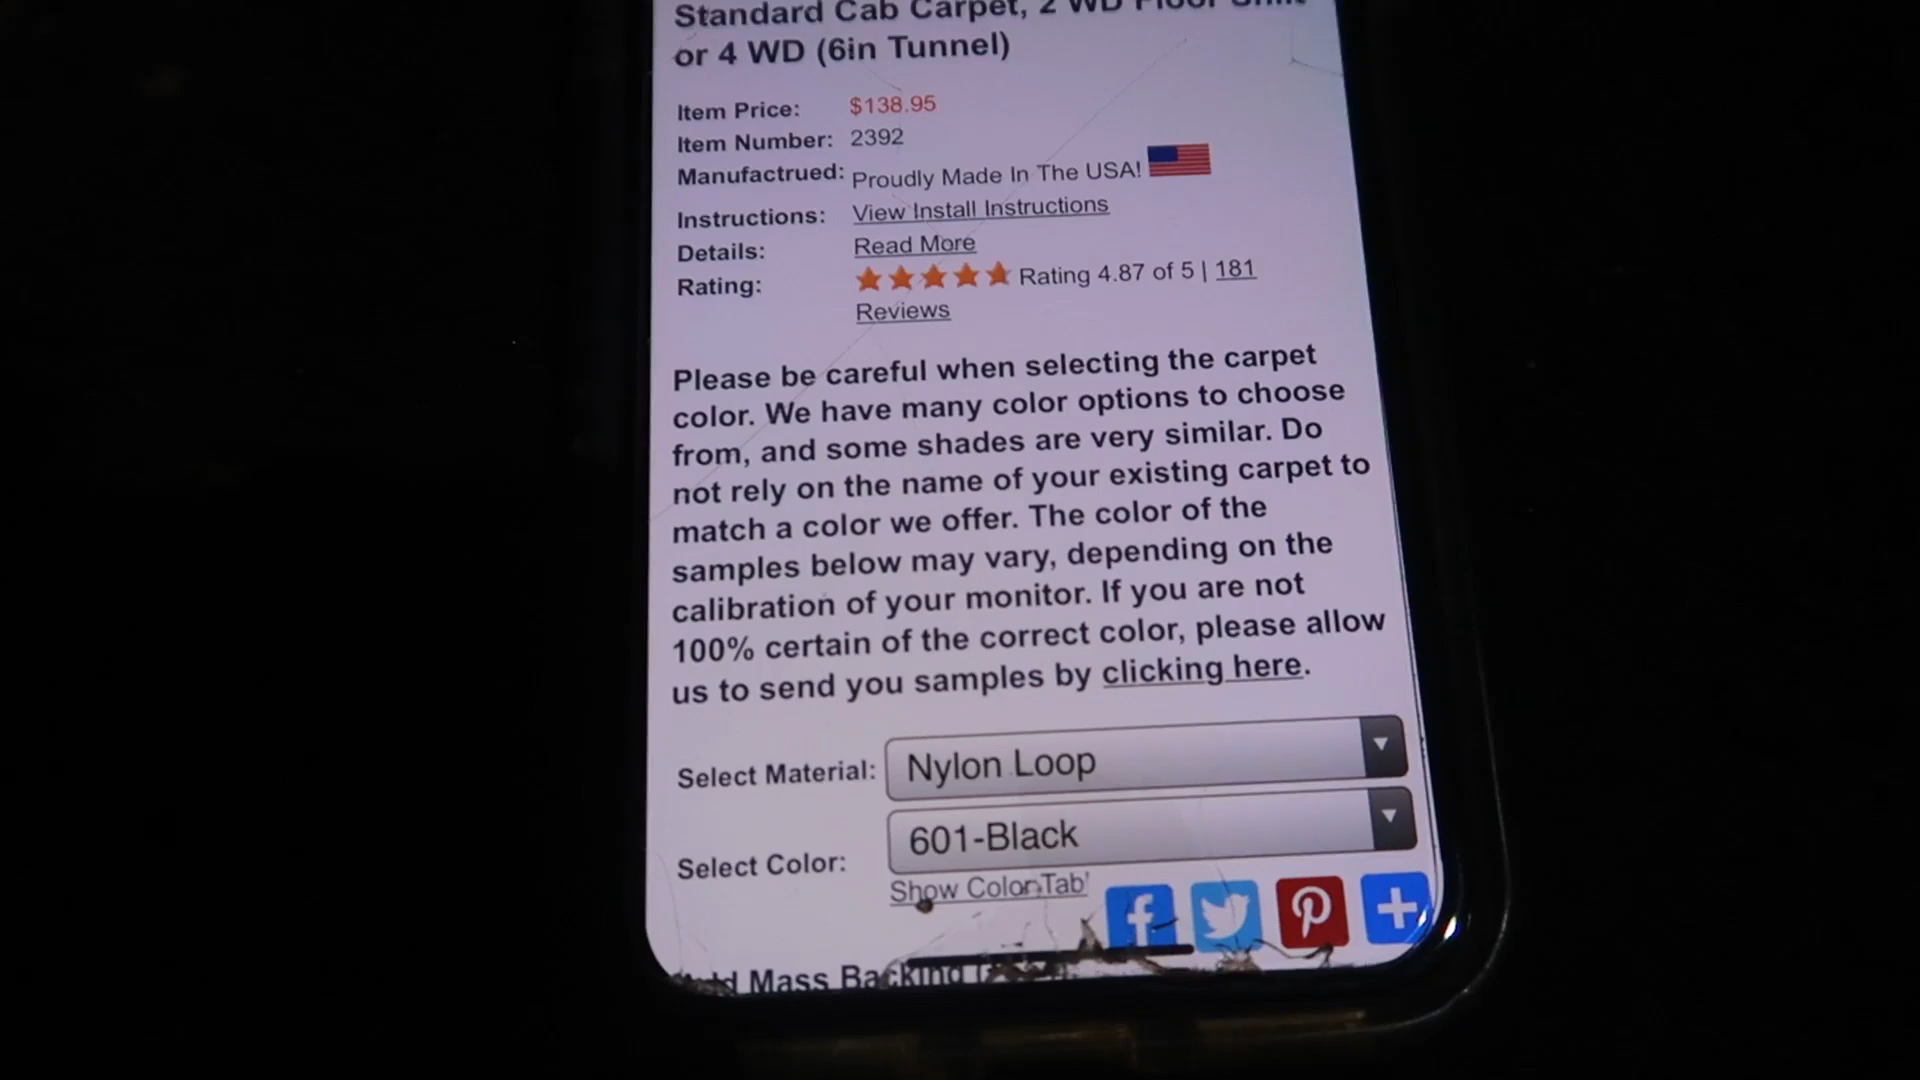 Standard Cab Carpet, 2 WD Floor Shift
or 4 WD (6in Tunnel)
Item Price: $138.95
Item Number: 2392
Manufactrued: Proudly Made In The USA!
Instructions: View Install Instructions
Details: Read More
Rating: Rating 4.87 of 5 | 181
Reviews
Please be careful when selecting the carpet
color. We have many color options to choose
from, and some shades are very similar. Do
not rely on the name of your existing carpet to
match a color we offer. The color of the
samples below may vary, depending on the
calibration of your monitor. If you are not
100% certain of the correct color, please allow
us to send you samples by clicking here.
Select Material: Nylon Loop
Select Color: 601-Black
Show Color Tab
Mass Backing